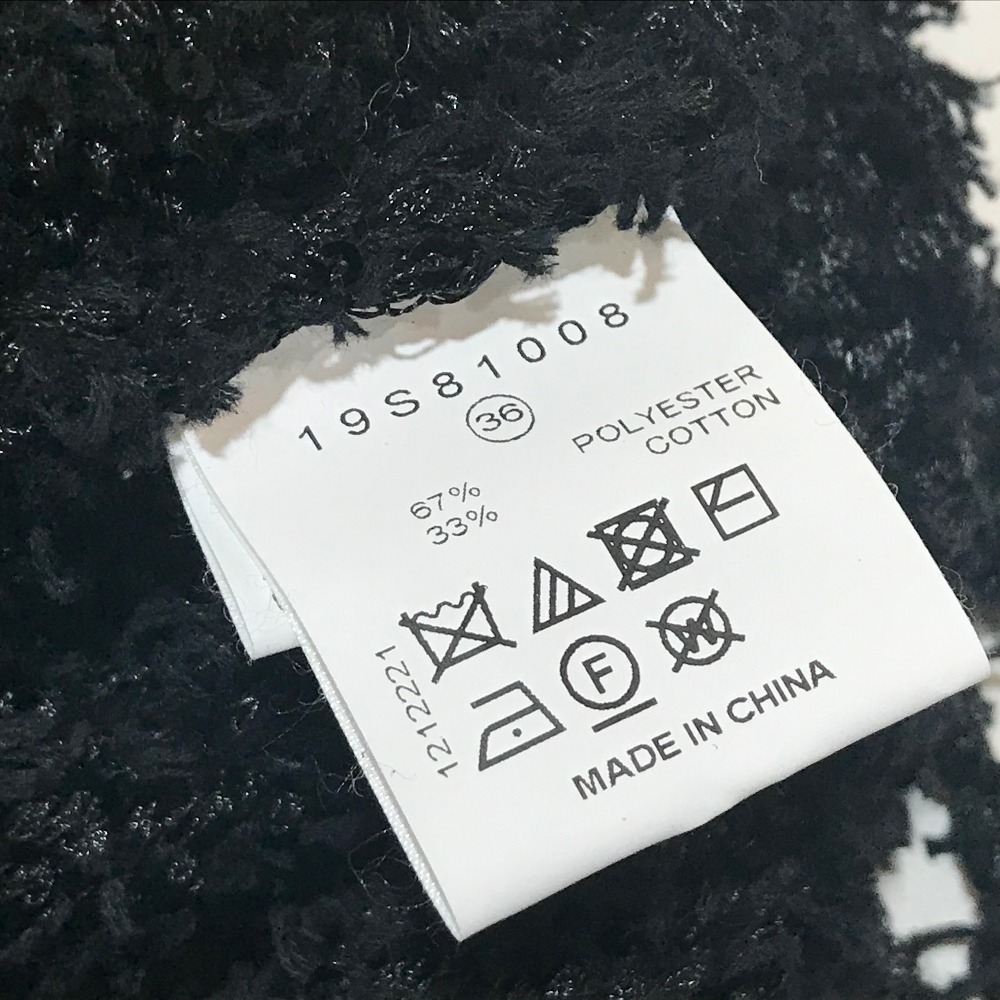 19S81008
36
POLYESTER
COTTON
67%
33%
F
W
1212221
MADE IN CHINA